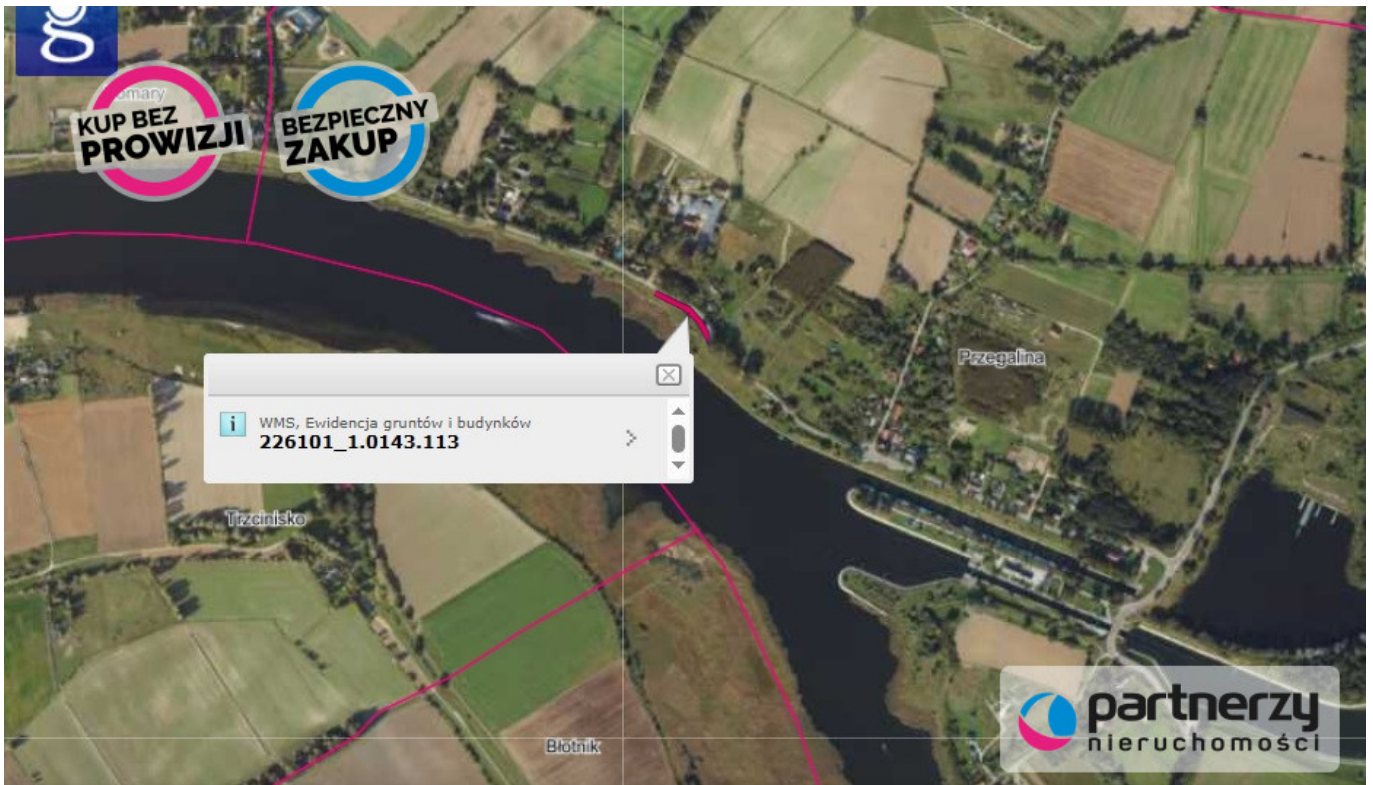 g
KUP BEZ
PROWIZJI
BEZPIECZNY
ZAKUP
Przegalina
WMS, Ewidencja gruntów i budynków
226101_1.0143.113
i
Trzcinisko
Błotnik
partnerzy
nieruchomości